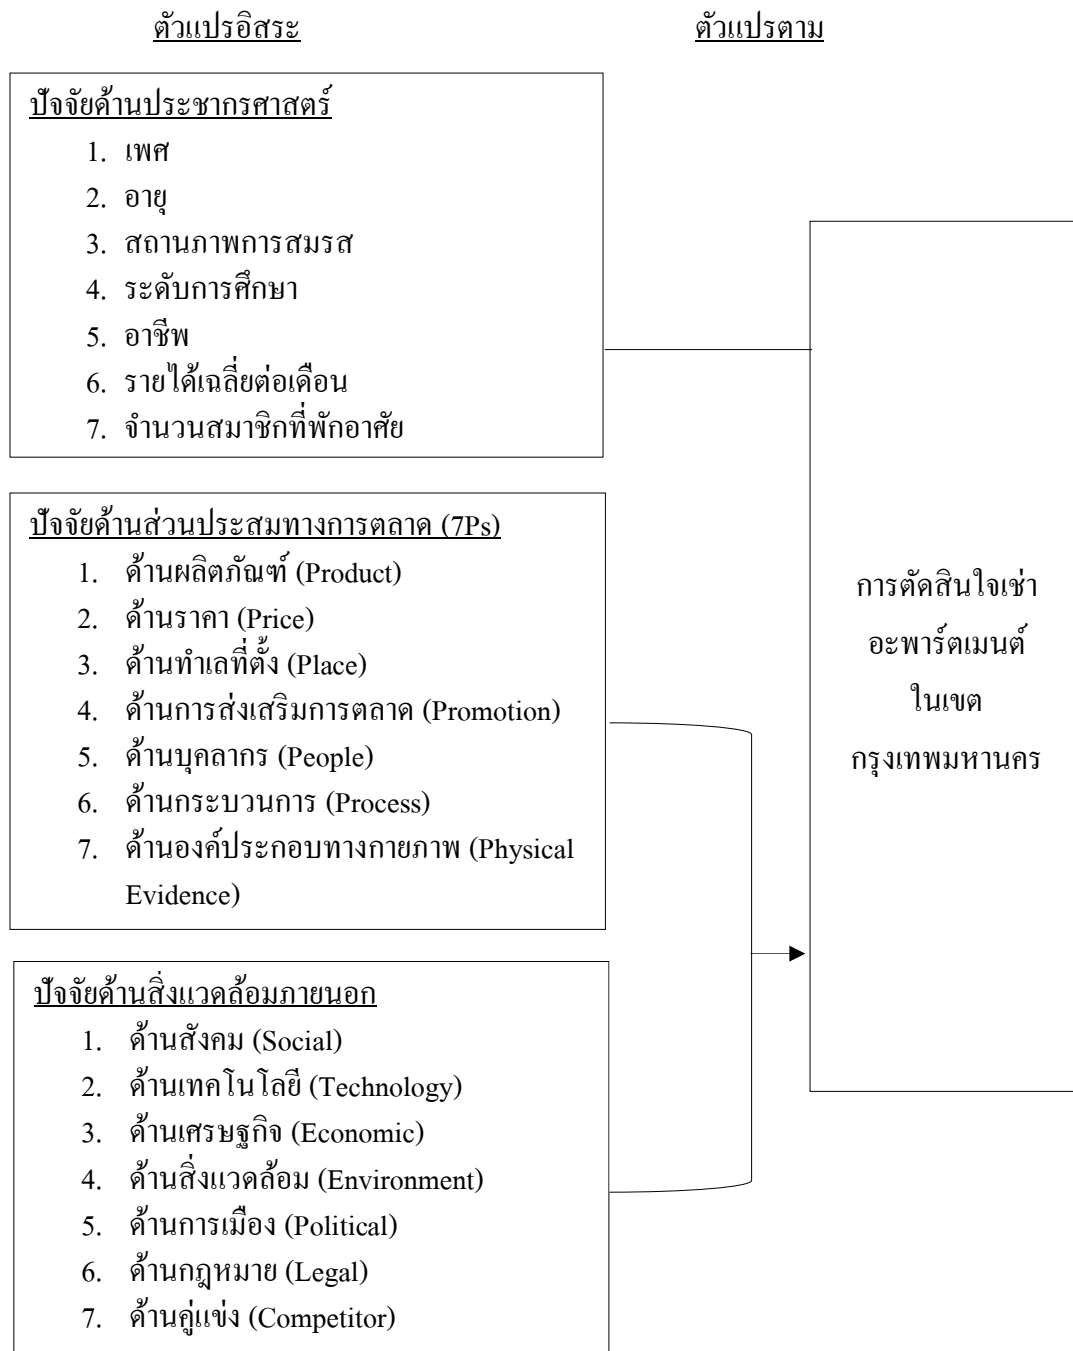 ตัวแปรอิสระ
ตัวแปรตาม
ปัจจัยด้านประชากรศาสตร์
1. เพศ
2. อายุ
3. สถานภาพการสมรส
4. ระดับการศึกษา
5. อาชีพ
6. รายได้เฉลี่ยต่อเดือน
7. จำนวนสมาชิกที่พักอาศัย
ปัจจัยด้านส่วนประสมทางการตลาด (7Ps)
1. ด้านผลิตภัณฑ์ (Product)
2. ด้านราคา (Price)
3. ด้านทำเลที่ตั้ง (Place)
4. ด้านการส่งเสริมการตลาด (Promotion)
5. ด้านบุคลากร (People)
6. ด้านกระบวนการ (Process)
7. ด้านองค์ประกอบทางกายภาพ (Physical
Evidence)
ปัจจัยด้านสิ่งแวดล้อมภายนอก
1. ด้านสังคม (Social)
2. ด้านเทคโนโลยี (Technology)
3. ด้านเศรษฐกิจ (Economic)
4. ด้านสิ่งแวดล้อม (Environment)
5. ด้านการเมือง (Political)
6. ด้านกฎหมาย (Legal)
7. ด้านคู่แข่ง (Competitor)
การตัดสินใจเช่า
อะพาร์ตเมนต์
ในเขต
กรุงเทพมหานคร